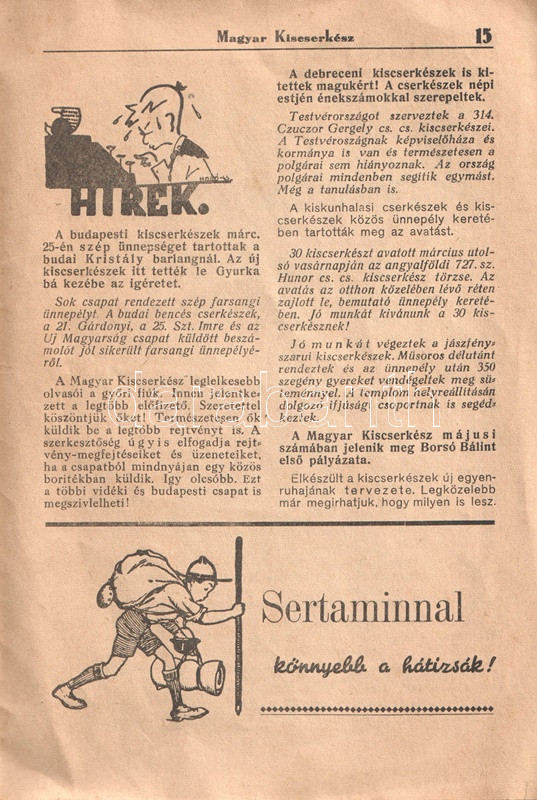 Magyar Kiscserkész 15
HIREK.
A budapesti kiscserkészek márc.
25-én szép ünnepséget tartottak a
budai Kristály barlangnál. Az új
kiscserkészek itt tették le Gyurka
bá kezébe az igéretet.
Sok csapat rendezett szép farsangi
ünnepélyt. A budai bencés cserkészek,
a 21. Gárdonyi, a 25. Szt. Imre és az
Uj Magyarság csapat küldött beszá-
molót jól sikerült farsangi ünnepélyé-
ről.
A Magyar Kiscserkész leglelkesebb
olvasói a győri fiúk. Innen jelentke-
zett a legtöbb előfizető. Szeretettel
köszöntjük őket! Természetesen ők
küldik be a legtöbb rejtvényt is. A
szerkesztőség úgyis elfogadja rejt-
vény-megfejtéseiket és üzeneteiket,
ha a csapatból mindnyájan egy közös
boritékban küldik. Igy olcsóbb. Ezt
a többi vidéki és budapesti csapat is
megszivlelheti!
A debreceni kiscserkészek is ki-
tettek magukért! A cserkészek népi
estjén énekszámokkal szerepeltek.
Testvérországot szerveztek a 314.
Czuczor Gergely cs. cs. kiscserkészei.
A Testvéroszágnak képviselőháza és
kormánya is van és természetesen a
polgárai sem hiányoznak. Az ország
polgárai mindenben segítik egymást.
Még a tanulásban is.
A kiskunhalasi cserkészek és kis-
cserkészek közös ünnepély kereté-
ben tartották meg az avatást.
30 kiscserkészt avatott március utol-
só vasárnapján az angyalföldi 727. sz.
Hunor cs. cs. kiscserkész törzse. Az
avatás az otthon közelében lévő réten
zajlott le, bemutató ünnepély kereté-
ben. Jó munkát kivánunk a 30 kis-
cserkésznek!
Jó munkát végeztek a jászfény-
szarui kiscserkészek. Műsoros délutánt
rendeztek és az ünnepély után 350
szegény gyereket vendégeltek meg sü-
teménnyel. A templom helyreállitásán
dolgozó ifjúsági csoportnak is segéd-
keztek.
A Magyar Kiscserkész májusi
számában jelenik meg Borsó Bálint
első pályázata.
Elkészült a kiscserkészek új egyen-
ruhajának tervezete. Legközelebb
már megirhatjuk, hogy milyen is lesz.
Sertaminnal
könnyebb a hátizsák!
darabanth